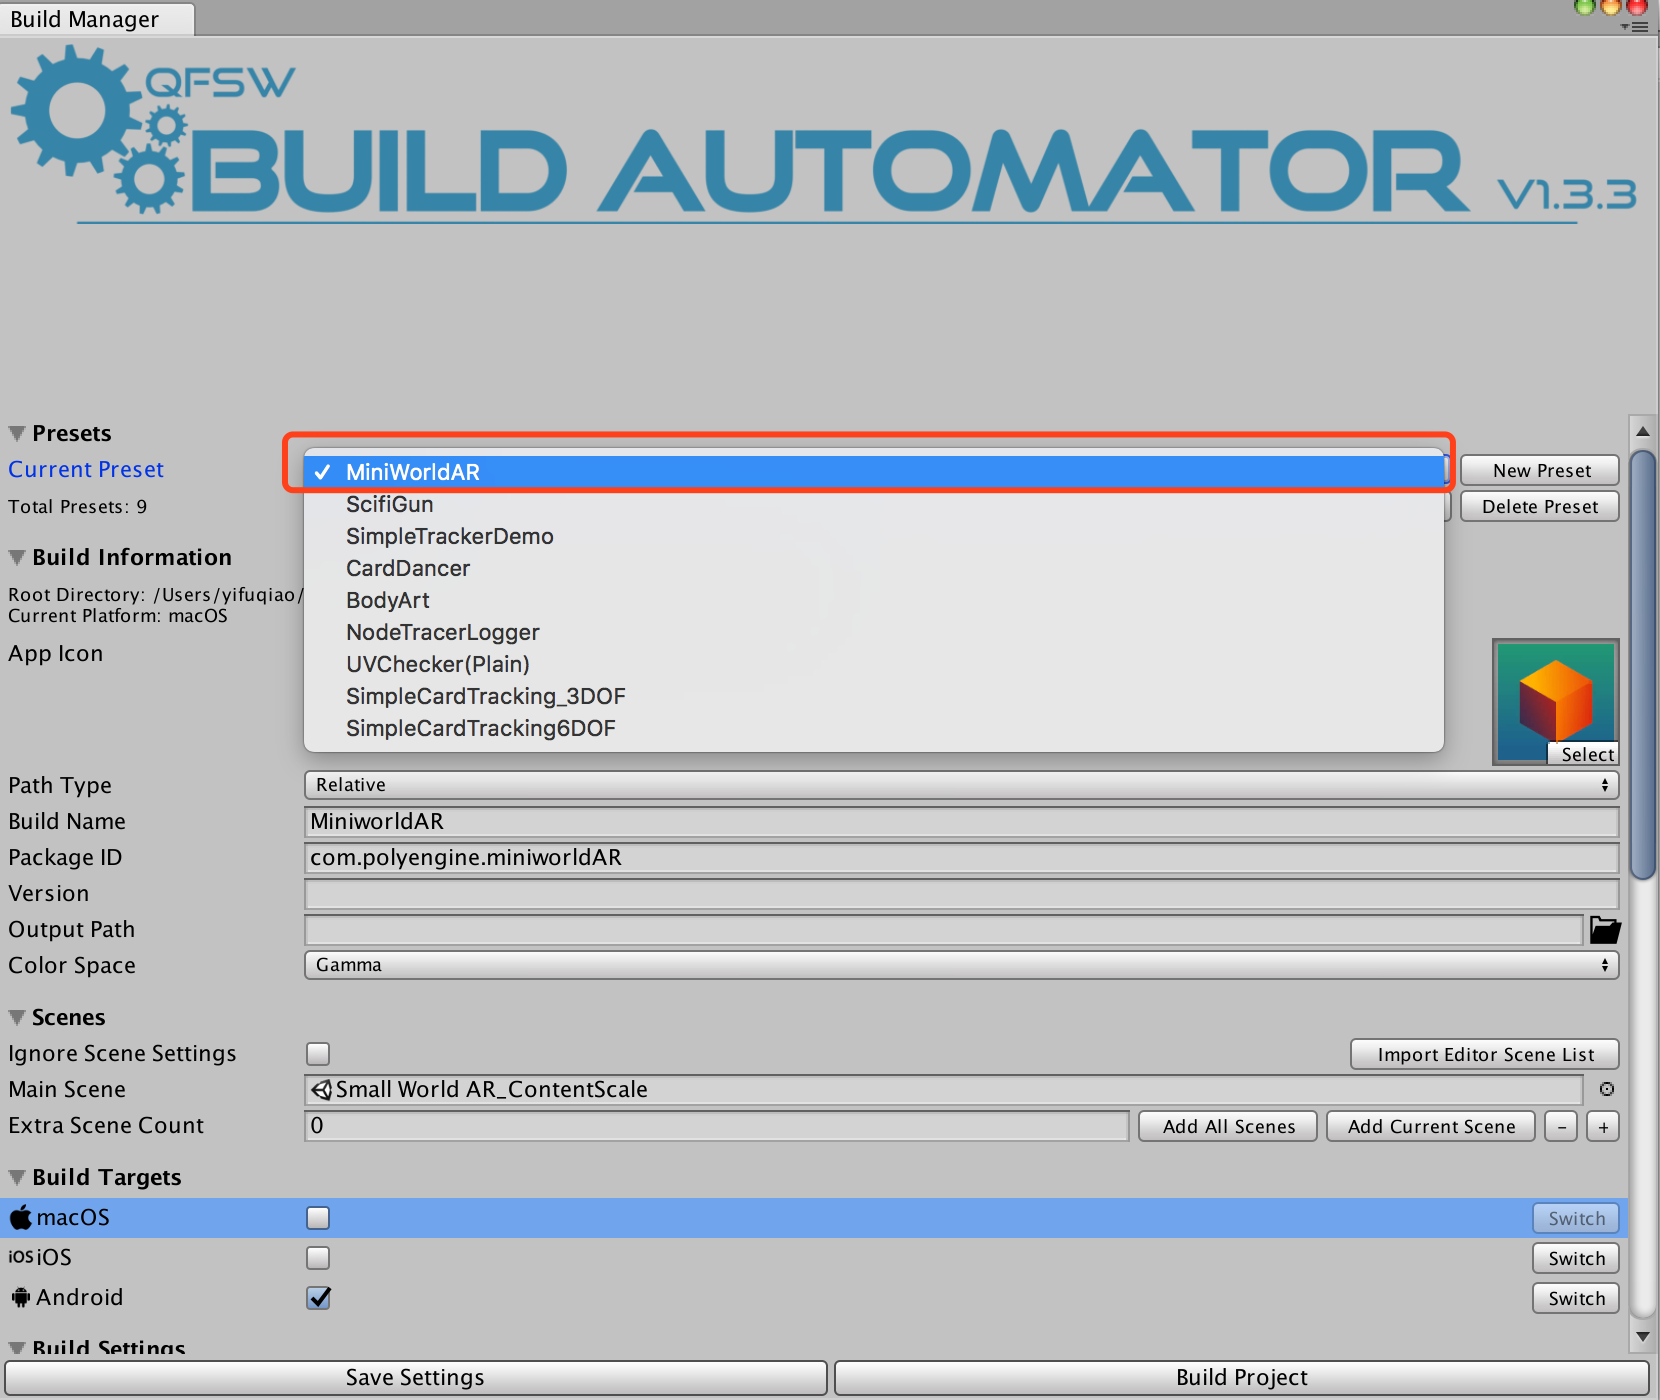 Build Manager
QFSW
BUILD AUTOMATOR V1.3.3
Presets
Current Preset
✓ MiniWorldAR
New Preset
Total Presets: 9
ScifiGun
Delete Preset
SimpleTrackerDemo
Build Information
CardDancer
Root Directory: /Users/yifuqiao/
BodyArt
Current Platform: macOS
NodeTracerLogger
App Icon
UVChecker(Plain)
SimpleCardTracking_3DOF
SimpleCardTracking6DOF
Select
Path Type Relative
Build Name MiniworldAR
Package ID com.polyengine.miniworldAR
Version
Output Path
Color Space Gamma
Scenes
Ignore Scene Settings Import Editor Scene List
Main Scene Small World AR_ContentScale
Extra Scene Count 0 Add All Scenes Add Current Scene - +
Build Targets
macOS Switch
iOS iOS Switch
Android Switch
Build Settings
Save Settings Build Project